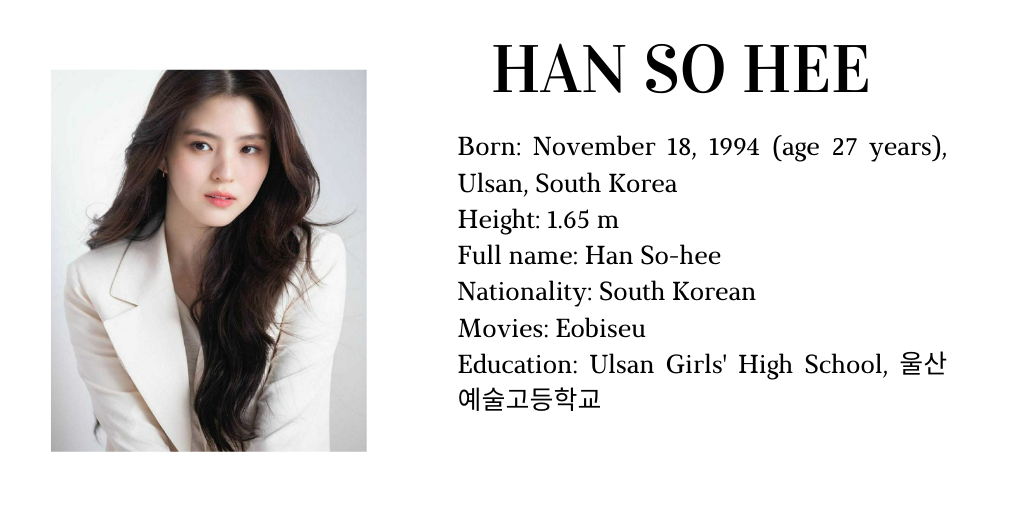 HAN SO HEE
Born: November 18, 1994 (age 27 years),
Ulsan, South Korea
Height: 1.65 m
Full name: Han So-hee
Nationality: South Korean
Movies: Eobiseu
Education: Ulsan Girls' High School, 울산
예술고등학교